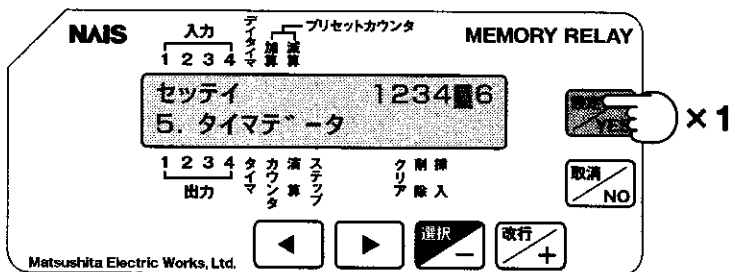 NAiS
入力
デイタイマ
加算
減算
プリセットカウンタ
MEMORY RELAY
1 2 3 4
セッテイ 1234 6
5. タイマデータ
YES
×1
1 2 3 4
出力
タイマ
カウンタ
演算
ステップ
クリア
削除
挿入
取消
NO
選択
−
改行
+
Matsushita Electric Works, Ltd.